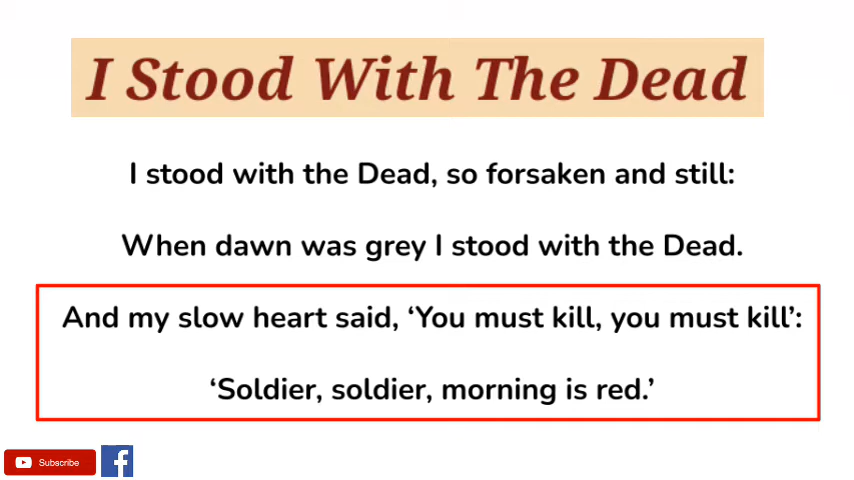 I Stood With The Dead
I stood with the Dead, so forsaken and still:
When dawn was grey I stood with the Dead.
And my slow heart said, ‘You must kill, you must kill’:
‘Soldier, soldier, morning is red.’
Subscribe
f